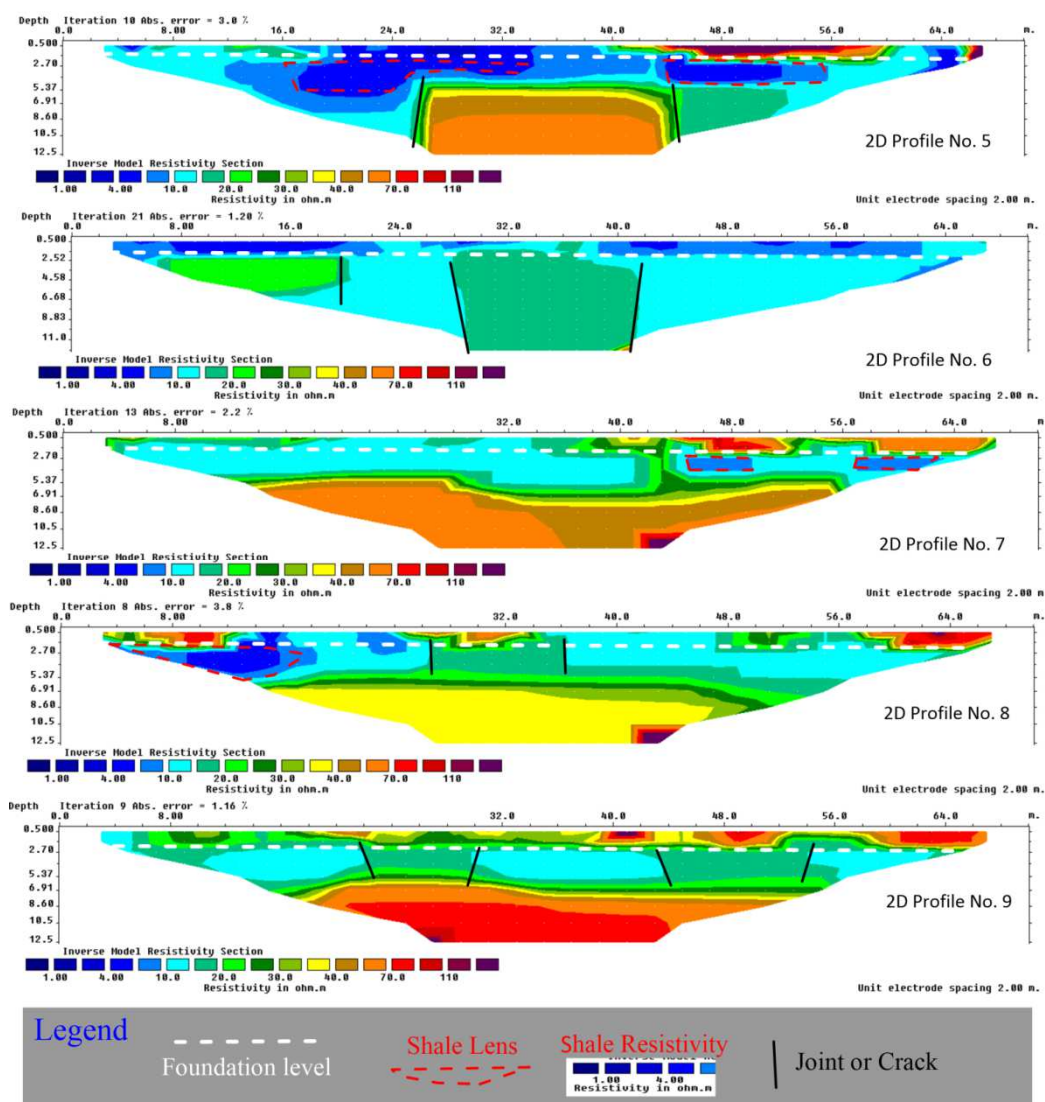 Depth Iteration 10 Abs. error = 3.0 %
0.0 8.00 16.0 24.0 32.0 40.0 48.0 56.0 64.0 m.
0.500
2.70
5.37
6.91
8.60
10.5
12.5
2D Profile No. 5
Inverse Model Resistivity Section
1.00 4.00 10.0 20.0 30.0 40.0 70.0 110
Resistivity in ohm.m
Unit electrode spacing 2.00 m.
Depth Iteration 21 Abs. error = 1.20 %
0.0 8.00 16.0 24.0 32.0 40.0 48.0 56.0 64.0 m.
0.500
2.52
4.58
6.68
8.83
11.0
2D Profile No. 6
Inverse Model Resistivity Section
1.00 4.00 10.0 20.0 30.0 40.0 70.0 110
Resistivity in ohm.m
Unit electrode spacing 2.00 m.
Depth Iteration 13 Abs. error = 2.2 %
0.0 8.00 16.0 24.0 32.0 40.0 48.0 56.0 64.0 m
0.500
2.70
5.37
6.91
8.60
10.5
12.5
2D Profile No. 7
Inverse Model Resistivity Section
1.00 4.00 10.0 20.0 30.0 40.0 70.0 110
Resistivity in ohm.m
Unit electrode spacing 2.00 m
Depth Iteration 8 Abs. error = 3.8 %
0.0 8.00 16.0 24.0 32.0 40.0 48.0 56.0 64.0 m.
0.500
2.70
5.37
6.91
8.60
10.5
12.5
2D Profile No. 8
Inverse Model Resistivity Section
1.00 4.00 10.0 20.0 30.0 40.0 70.0 110
Resistivity in ohm.m
Unit electrode spacing 2.00 m.
Depth Iteration 9 Abs. error = 1.16 %
0.0 8.00 16.0 24.0 32.0 40.0 48.0 56.0 64.0 m.
0.500
2.70
5.37
6.91
8.60
10.5
12.5
2D Profile No. 9
Inverse Model Resistivity Section
1.00 4.00 10.0 20.0 30.0 40.0 70.0 110
Resistivity in ohm.m
Unit electrode spacing 2.00 m.
Legend
Foundation level
Shale Lens
Shale Resistivity
1.00 4.00
Resistivity in ohm.m
Joint or Crack